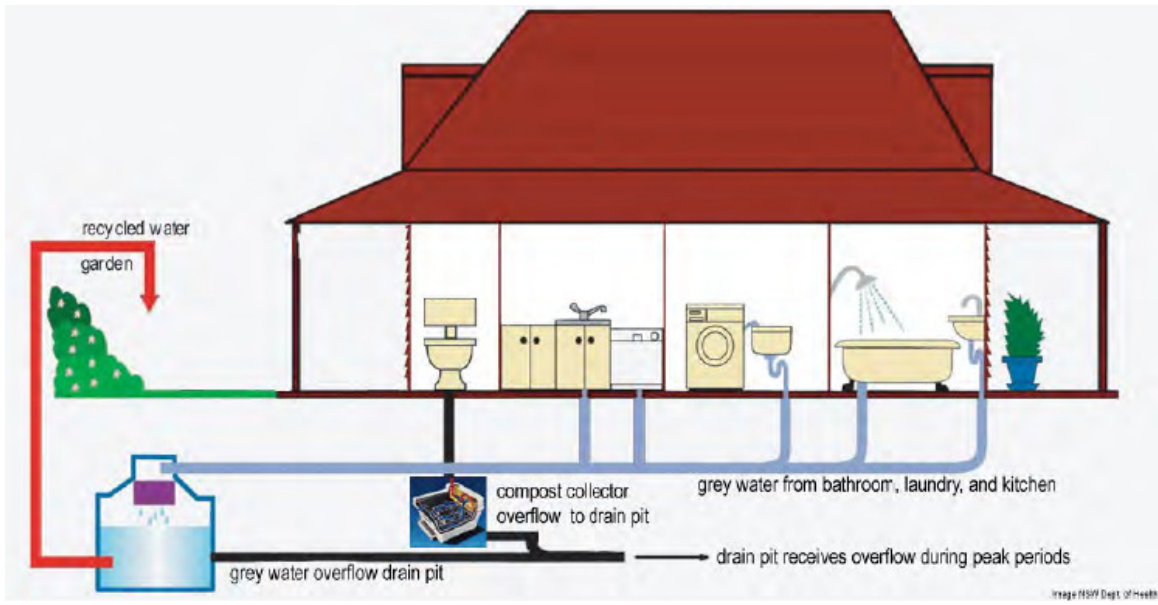 recycled water
garden
compost collector
overflow to drain pit
grey water from bathroom, laundry, and kitchen
drain pit receives overflow during peak periods
grey water overflow drain pit
Image NSW Dept. of Health